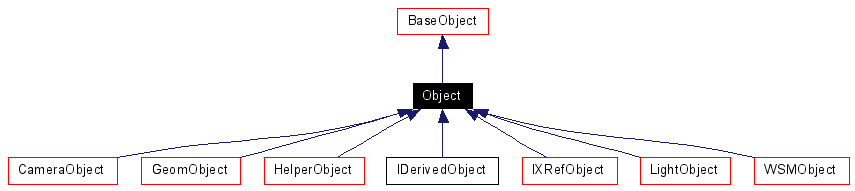 BaseObject
Object
CameraObject GeomObject HelperObject IDerivedObject IXRefObject LightObject WSMObject